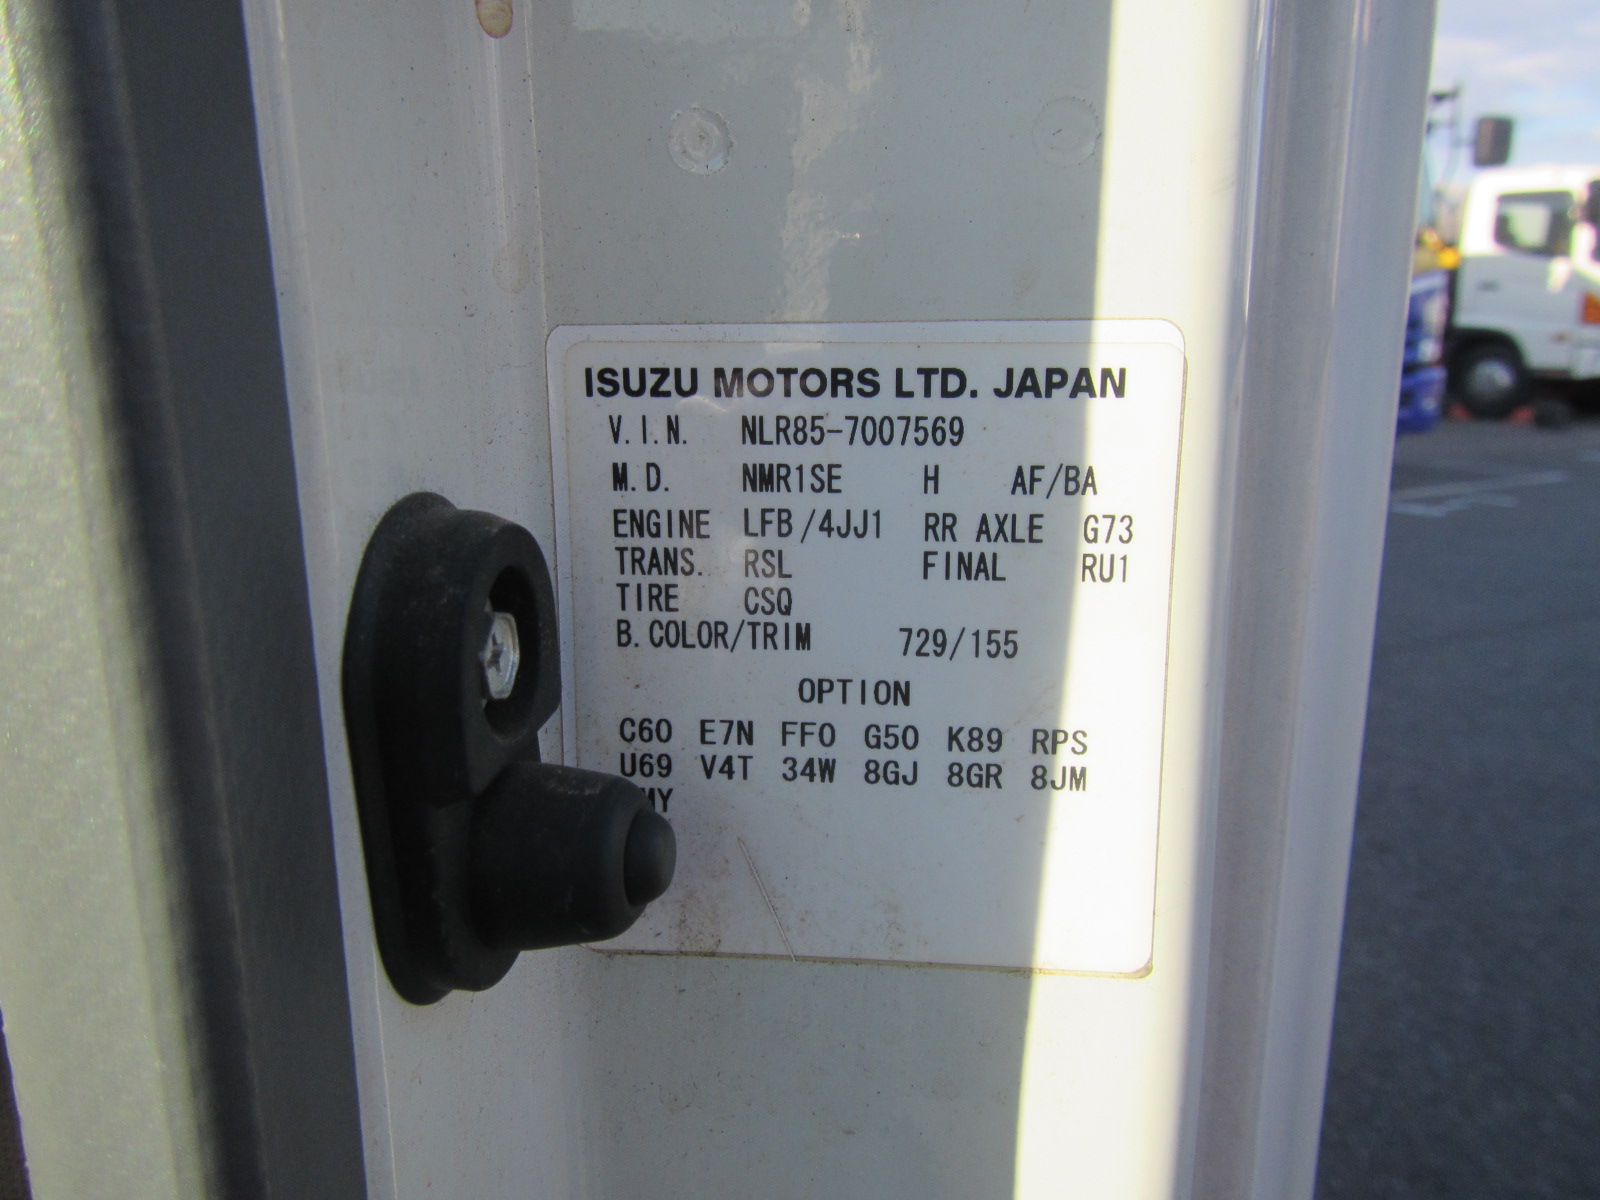 ISUZU MOTORS LTD. JAPAN
V.I.N. NLR85-7007569
M.D. NMR1SE H AF/BA
ENGINE LFB/4JJ1 RR AXLE G73
TRANS. RSL FINAL RU1
TIRE CSQ
B.COLOR/TRIM 729/155
OPTION
C60 E7N FF0 G50 K89 RPS
U69 V4T 34W 8GJ 8GR 8JM